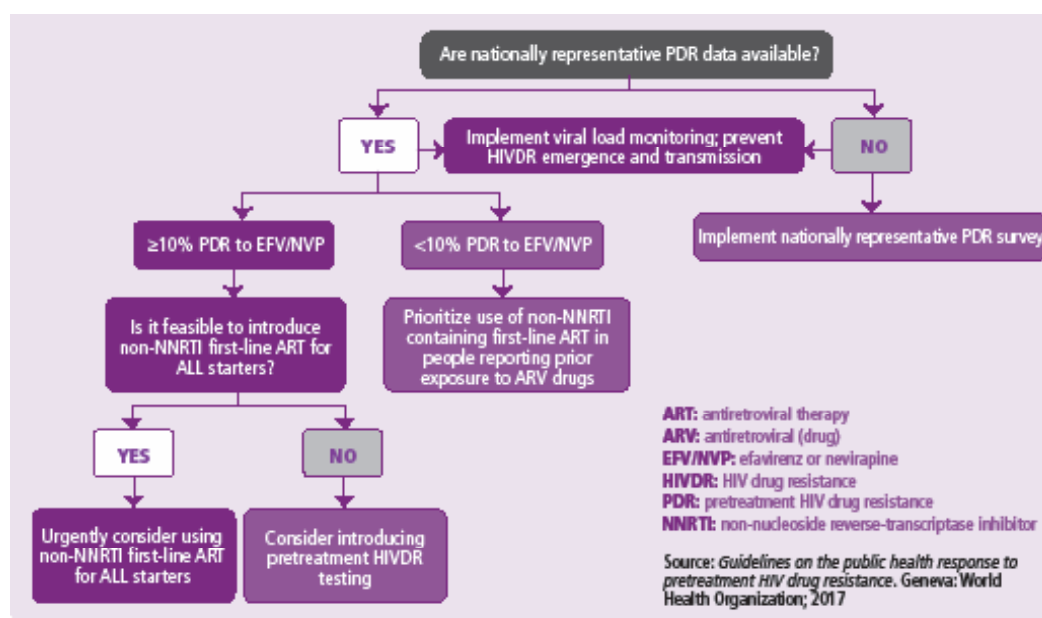 Are nationally representative PDR data available?
YES
Implement viral load monitoring; prevent
HIVDR emergence and transmission
NO
≥10% PDR to EFV/NVP
<10% PDR to EFV/NVP
Implement nationally representative PDR survey
Is it feasible to introduce
non-NNRTI first-line ART for
ALL starters?
Prioritize use of non-NNRTI
containing first-line ART in
people reporting prior
exposure to ARV drugs
YES
NO
Urgently consider using
non-NNRTI first-line ART
for ALL starters
Consider introducing
pretreatment HIVDR
testing
ART: antiretroviral therapy
ARV: antiretroviral (drug)
EFV/NVP: efavirenz or nevirapine
HIVDR: HIV drug resistance
PDR: pretreatment HIV drug resistance
NNRTI: non-nucleoside reverse-transcriptase inhibitor
Source: Guidelines on the public health response to
pretreatment HIV drug resistance. Geneva: World
Health Organization; 2017